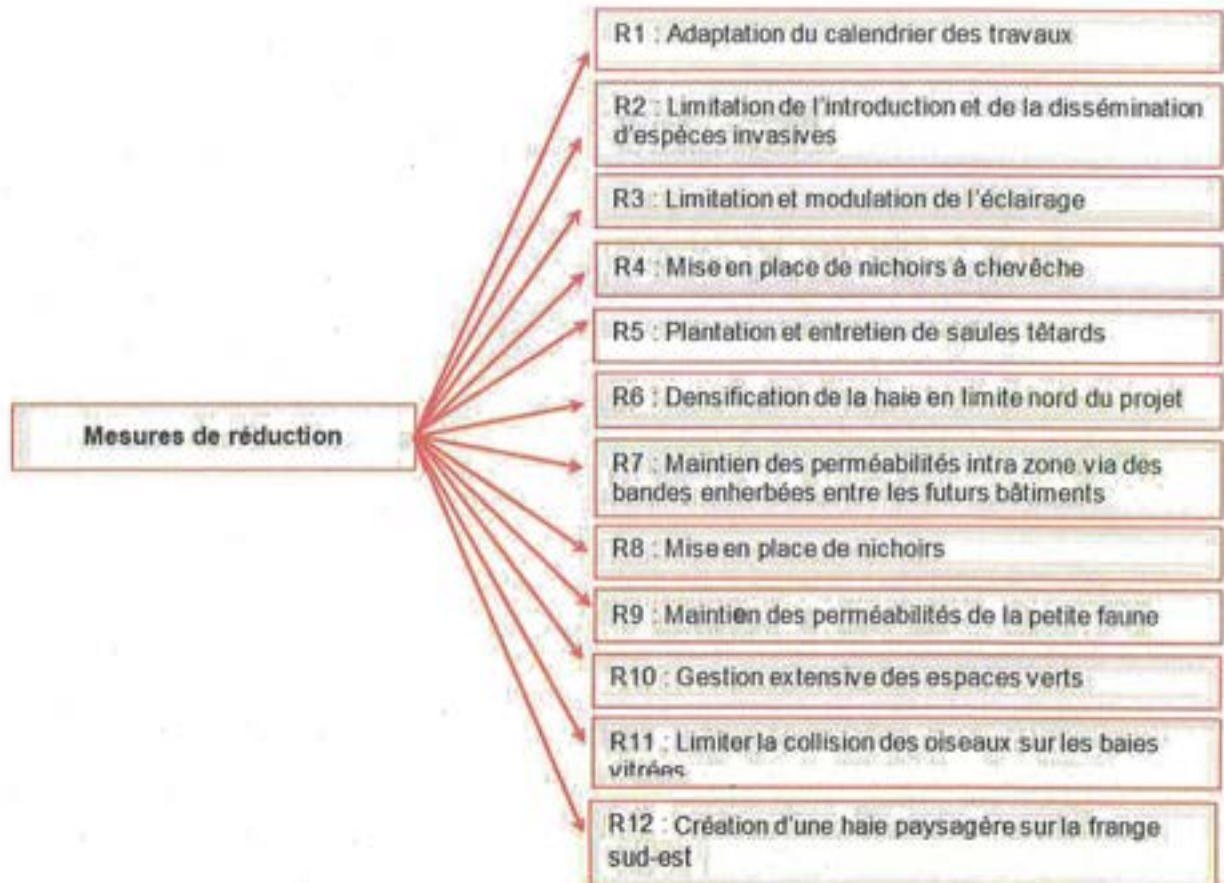 R1 : Adaptation du calendrier des travaux
R2 : Limitation de l'introduction et de la dissémination
d'espèces invasives
R3 : Limitation et modulation de l'éclairage
R4 : Mise en place de nichoirs à chevêche
R5 : Plantation et entretien de saules têtards
R6 : Densification de la haie en limite nord du projet
Mesures de réduction
R7 : Maintien des perméabilités intra zone via des
bandes enherbées entre les futurs bâtiments
R8 : Mise en place de nichoirs
R9 : Maintien des perméabilités de la petite faune
R10 : Gestion extensive des espaces verts
R11 : Limiter la collision des oiseaux sur les baies
vitrées
R12 : Création d'une haie paysagère sur la frange
sud-est